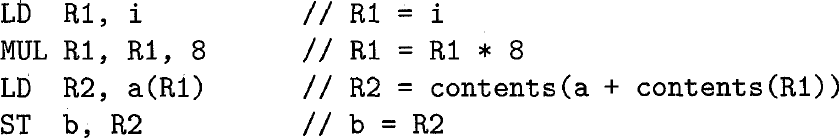 LD  R1, i          // R1 = i
MUL R1, R1, 8      // R1 = R1 * 8
LD  R2, a(R1)      // R2 = contents(a + contents(R1))
ST  b, R2          // b = R2